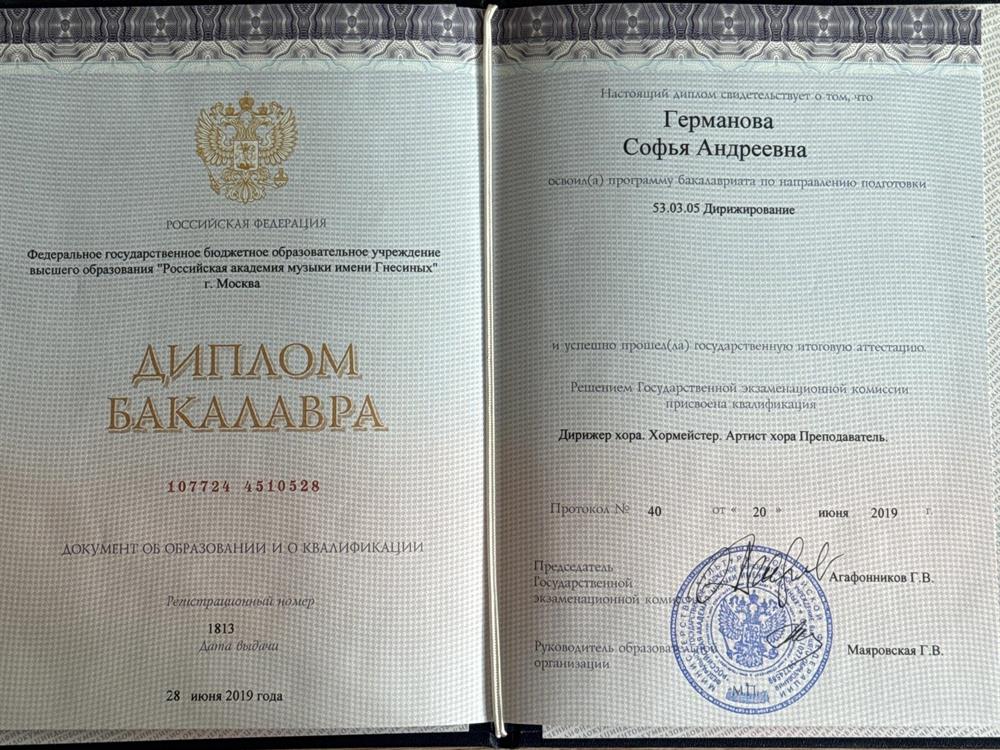 РОССИЙСКАЯ ФЕДЕРАЦИЯ
Федеральное государственное бюджетное образовательное учреждение
высшего образования "Российская академия музыки имени Гнесиных"
г. Москва
ДИПЛОМ
БАКАЛАВРА
107724 4510528
ДОКУМЕНТ ОБ ОБРАЗОВАНИИ И О КВАЛИФИКАЦИИ
Регистрационный номер
1813
Дата выдачи
28 июня 2019 года
Настоящий диплом свидетельствует о том, что
Германова
Софья Андреевна
освоил(а) программу бакалавриата по направлению подготовки
53.03.05 Дирижирование
и успешно прошел(ла) государственную итоговую аттестацию
Решением Государственной экзаменационной комиссии
присвоена квалификация
Дирижер хора. Хормейстер. Артист хора Преподаватель.
Протокол № 40 от « 20 » июня 2019 г.
Председатель
Государственной
экзаменационной комиссии
Агафонников Г.В.
Руководитель образовательной
организации
Маяровская Г.В.
М.П.